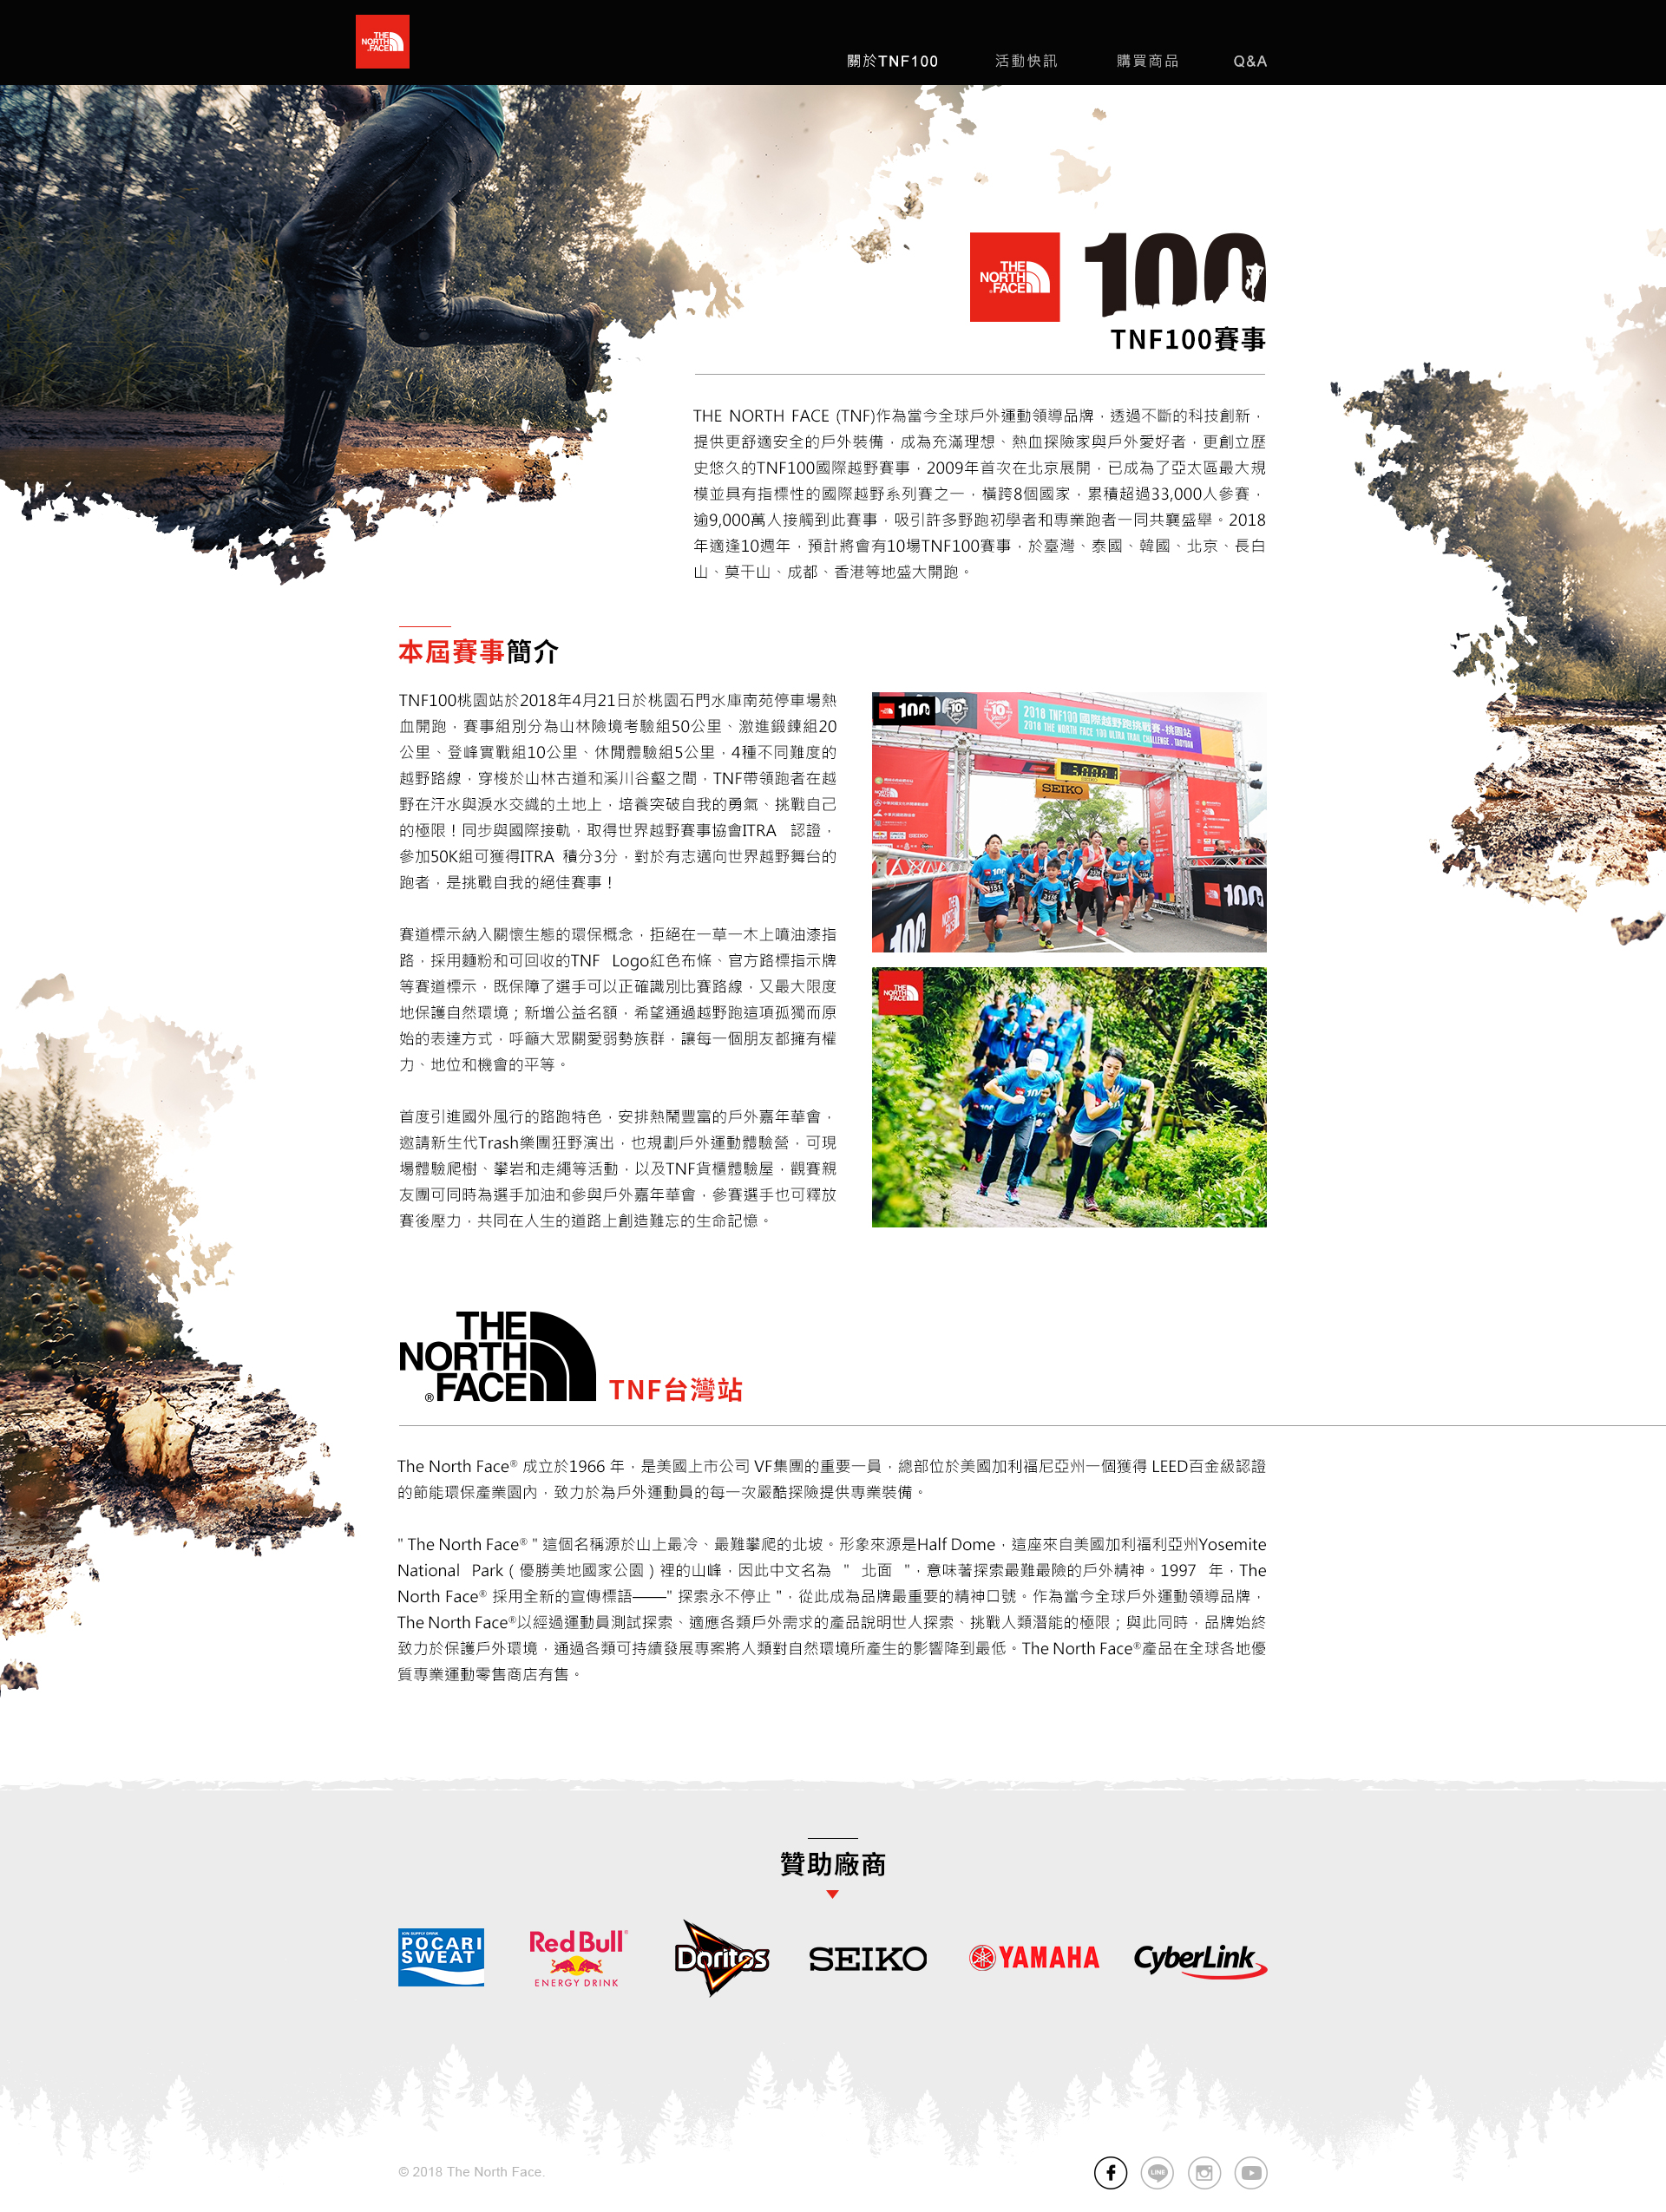 THE
NORTH
FACE
關於TNF100
活動快訊
購買商品
Q&A
THE
NORTH
FACE
100
TNF100賽事
THE NORTH FACE (TNF)作為當今全球戶外運動領導品牌，透過不斷的科技創新，
提供更舒適安全的戶外裝備，成為充滿理想、熱血探險家與戶外愛好者，更創立歷
史悠久的TNF100國際越野賽事，2009年首次在北京展開，已成為了亞太區最大規
模並具有指標性的國際越野系列賽之一，橫跨8個國家，累積超過33,000人參賽，
逾9,000萬人接觸到此賽事，吸引許多野跑初學者和專業跑者一同共襄盛舉。2018
年適逢10週年，預計將會有10場TNF100賽事，於臺灣、泰國、韓國、北京、長白
山、莫干山、成都、香港等地盛大開跑。
本屆賽事簡介
TNF100桃園站於2018年4月21日於桃園石門水庫南苑停車場熱
血開跑，賽事組別分為山林險境考驗組50公里、激進鍛鍊組20
公里、登峰實戰組10公里、休閒體驗組5公里，4種不同難度的
越野路線，穿梭於山林古道和溪川谷壑之間，TNF帶領跑者在越
野在汗水與淚水交織的土地上，培養突破自我的勇氣、挑戰自己
的極限！同步與國際接軌，取得世界越野賽事協會ITRA 認證，
參加50K組可獲得ITRA 積分3分，對於有志邁向世界越野舞台的
跑者，是挑戰自我的絕佳賽事！
賽道標示納入關懷生態的環保概念，拒絕在一草一木上噴油漆指
路，採用麵粉和可回收的TNF Logo紅色布條、官方路標指示牌
等賽道標示，既保障了選手可以正確識別比賽路線，又最大限度
地保護自然環境；新增公益名額，希望通過越野跑這項孤獨而原
始的表達方式，呼籲大眾關愛弱勢族群，讓每一個朋友都擁有權
力、地位和機會的平等。
首度引進國外風行的路跑特色，安排熱鬧豐富的戶外嘉年華會，
邀請新生代Trash樂團狂野演出，也規劃戶外運動體驗營，可現
場體驗爬樹、攀岩和走繩等活動，以及TNF貨櫃體驗屋，觀賽親
友團可同時為選手加油和參與戶外嘉年華會，參賽選手也可釋放
賽後壓力，共同在人生的道路上創造難忘的生命記憶。
100
2018 TNF100國際越野跑挑戰賽-桃園站
2018 THE NORTH FACE 100 ULTRA TRAIL CHALLENGE . TAOYUAN
SEIKO
100
100
THE
NORTH
FACE
THE
NORTH
®FACE
TNF台灣站
The North Face® 成立於1966 年，是美國上市公司 VF集團的重要一員，總部位於美國加利福尼亞州一個獲得 LEED百金級認證
的節能環保產業園內，致力於為戶外運動員的每一次嚴酷探險提供專業裝備。
" The North Face® " 這個名稱源於山上最冷、最難攀爬的北坡。形象來源是Half Dome，這座來自美國加利福利亞州Yosemite
National Park ( 優勝美地國家公園 ) 裡的山峰，因此中文名為 " 北面 "，意味著探索最難最險的戶外精神。1997 年，The
North Face® 採用全新的宣傳標語——" 探索永不停止 "，從此成為品牌最重要的精神口號。作為當今全球戶外運動領導品牌，
The North Face®以經過運動員測試探索、適應各類戶外需求的產品說明世人探索、挑戰人類潛能的極限；與此同時，品牌始終
致力於保護戶外環境，通過各類可持續發展專案將人類對自然環境所產生的影響降到最低。The North Face®產品在全球各地優
質專業運動零售商店有售。
贊助廠商
ION SUPPLY DRINK
POCARI
SWEAT
Red Bull®
ENERGY DRINK
Doritos
SEIKO
YAMAHA
CyberLink
© 2018 The North Face.
LINE